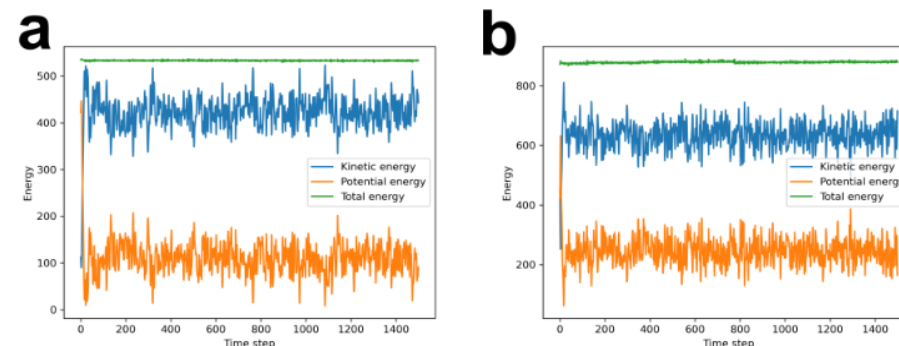 a
500
400
300
200
100
0
Energy
Kinetic energy
Potential energy
Total energy
0 200 400 600 800 1000 1200 1400
Time step
b
800
600
400
200
Energy
Kinetic energy
Potential energy
Total energy
0 200 400 600 800 1000 1200 1400
Time step